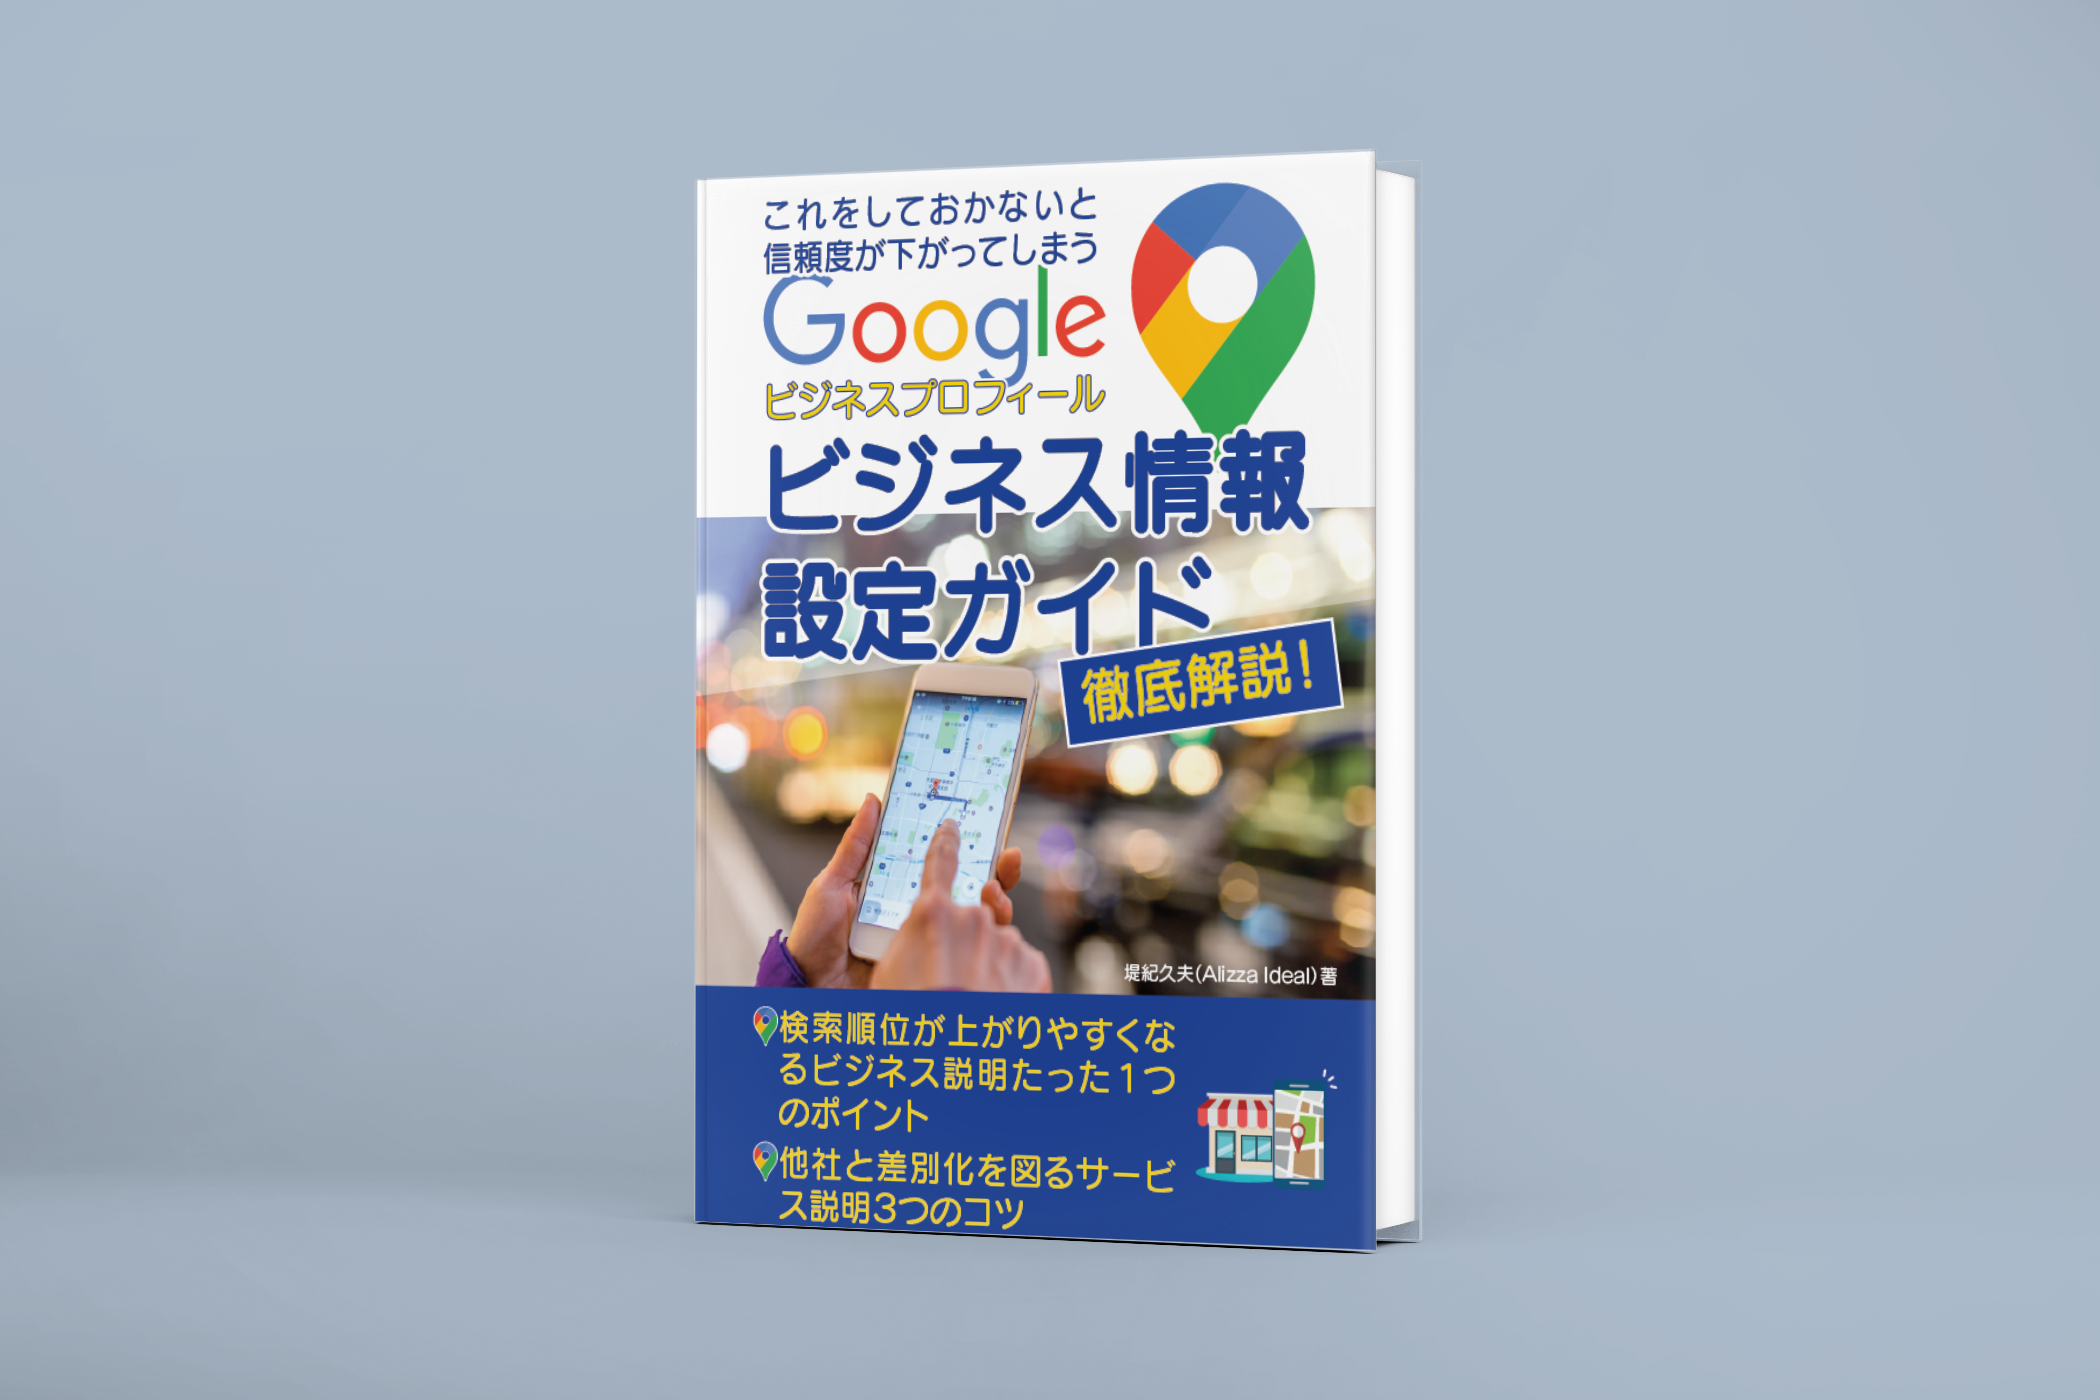 これをしておかないと
信頼度が下がってしまう
Google
ビジネスプロフィール
ビジネス情報
設定ガイド
徹底解説！
堤紀久夫(Alizza Ideal)著
検索順位が上がりやすくな
るビジネス説明たった１つ
のポイント
他社と差別化を図るサービ
ス説明3つのコツ